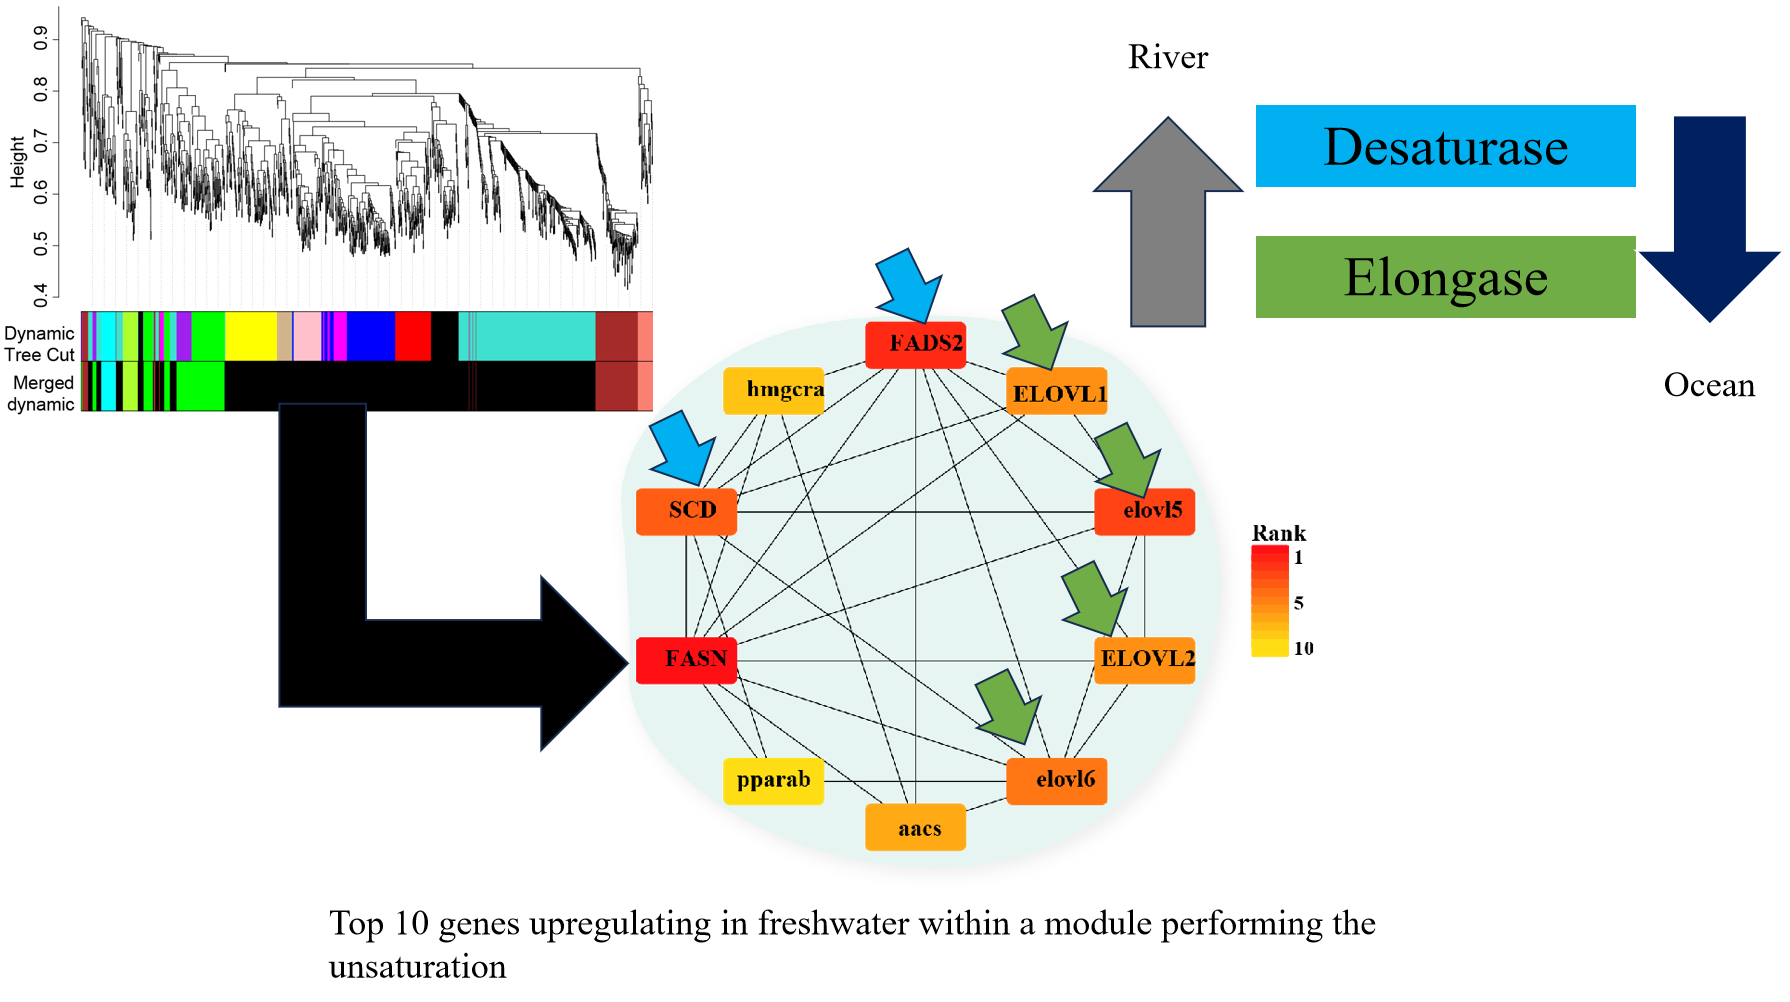 0.9
0.8
0.7
0.6
0.5
0.4
Height
Dynamic
Tree Cut
Merged
dynamic
River
Desaturase
Elongase
Ocean
FADS2
hmgcra
ELOVL1
SCD
elovl5
FASN
ELOVL2
pparab
elovl6
aacs
Rank
1
5
10
Top 10 genes upregulating in freshwater within a module performing the
unsaturation